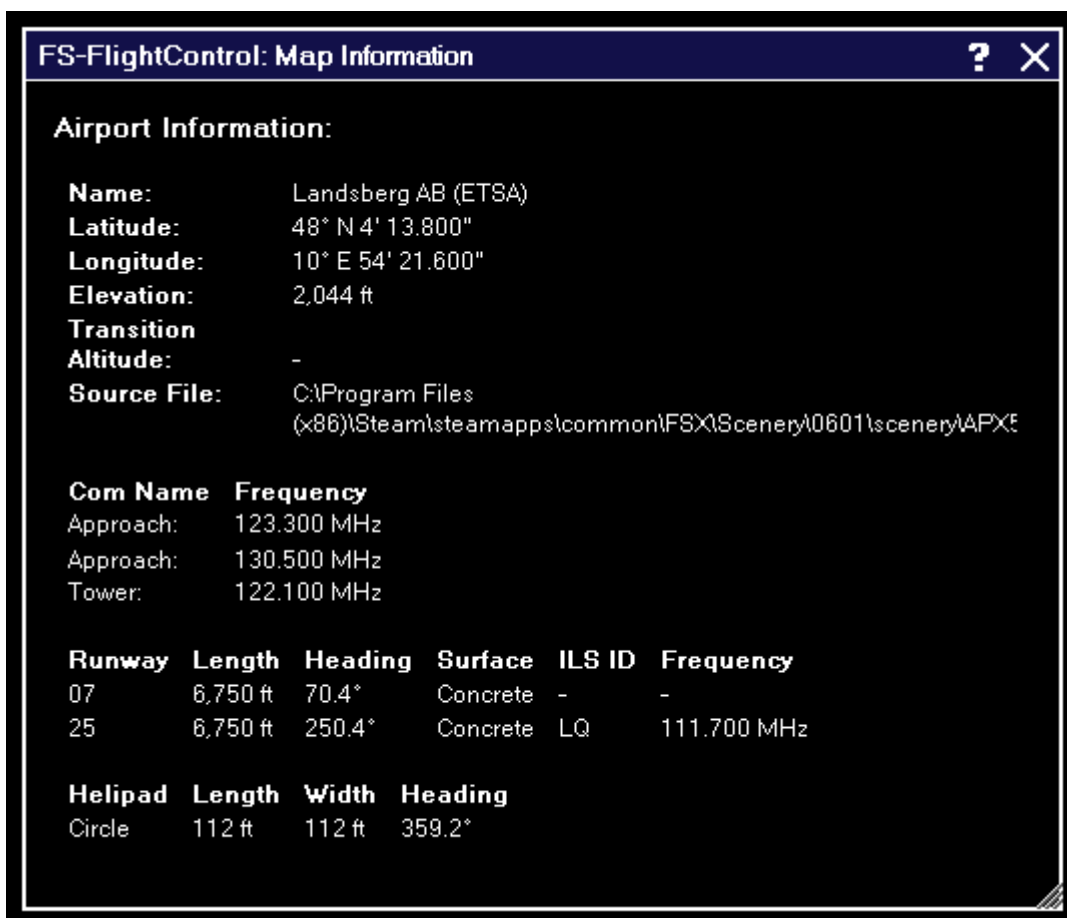 FS-FlightControl: Map Information ? X
Airport Information:
Name: Landsberg AB (ETSA)
Latitude: 48° N 4' 13.800"
Longitude: 10° E 54' 21.600"
Elevation: 2,044 ft
Transition
Altitude: -
Source File: C:\Program Files
(x86)\Steam\steamapps\common\FSX\Scenery\0601\scenery\APX5
Com Name Frequency
Approach: 123.300 MHz
Approach: 130.500 MHz
Tower: 122.100 MHz
Runway Length Heading Surface ILS ID Frequency
07 6,750 ft 70.4° Concrete - -
25 6,750 ft 250.4° Concrete LQ 111.700 MHz
Helipad Length Width Heading
Circle 112 ft 112 ft 359.2°